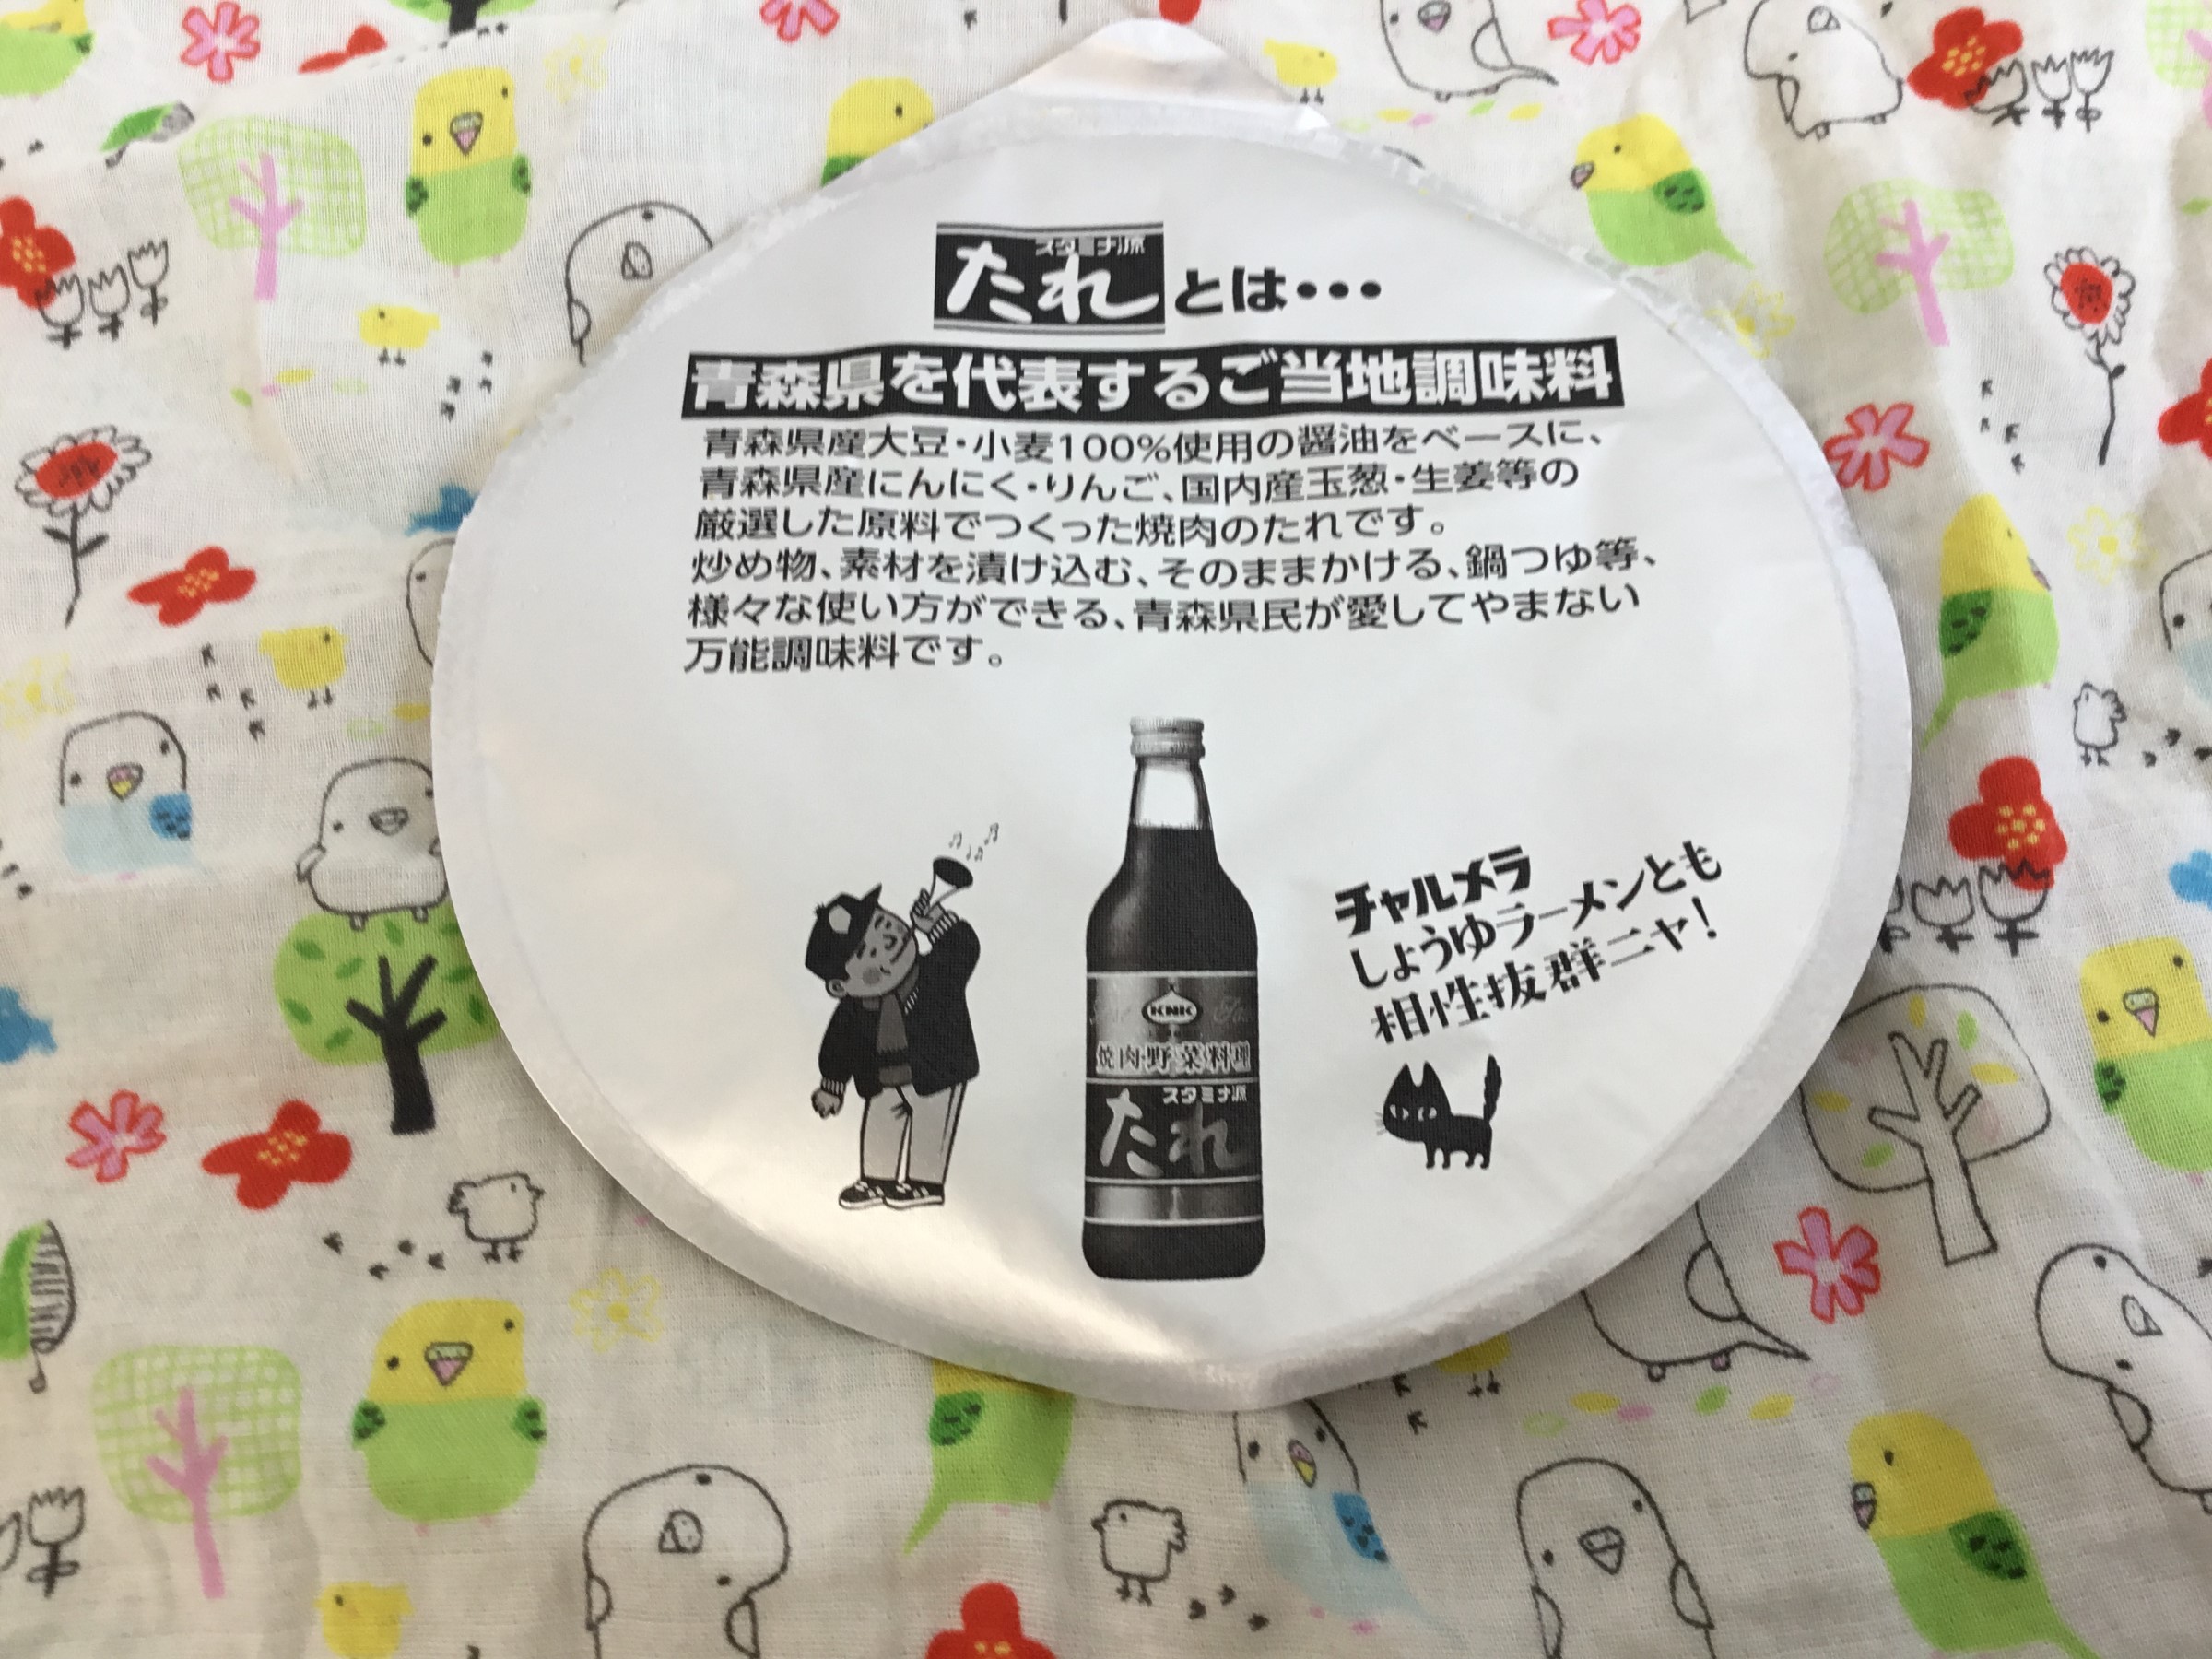 スタミナ源
たれとは・・・
青森県を代表するご当地調味料
青森県産大豆・小麦100%使用の醤油をベースに、
青森県産にんにく・りんご、国内産玉葱・生姜等の
厳選した原料でつくった焼肉のたれです。
炒め物、素材を漬け込む、そのままかける、鍋つゆ等、
様々な使い方ができる、青森県民が愛してやまない
万能調味料です。
KNK
焼肉・野菜料理
スタミナ源
たれ
チャルメラ
しょうゆラーメンとも
相性抜群ニャ!